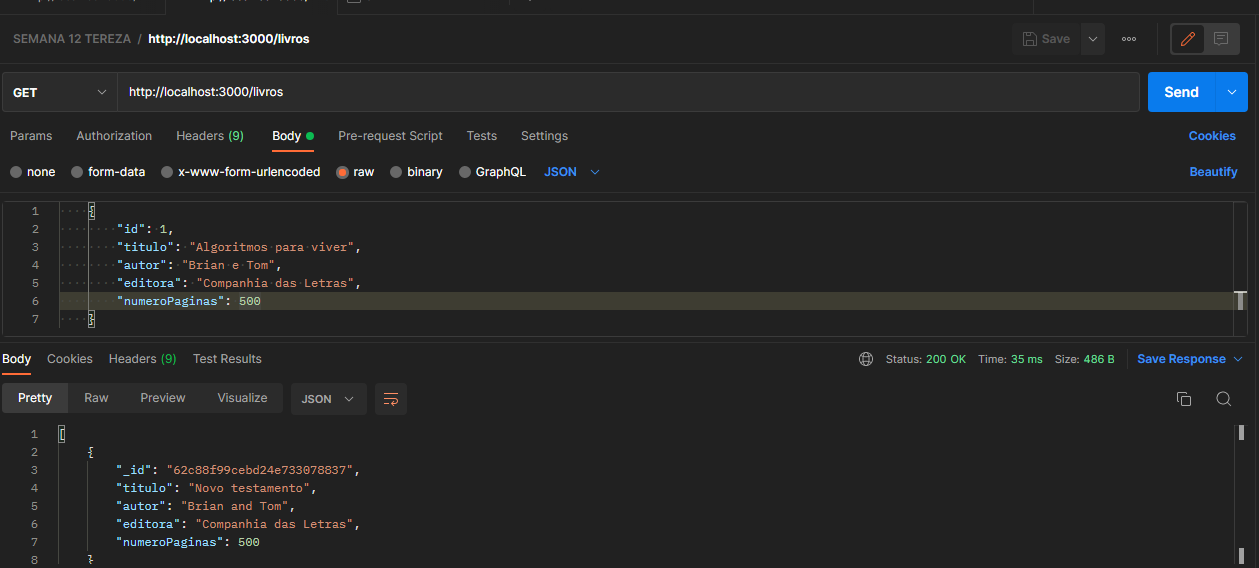 SEMANA 12 TEREZA / http://localhost:3000/livros
Save
GET http://localhost:3000/livros Send
Params Authorization Headers (9) Body Pre-request Script Tests Settings Cookies
none form-data x-www-form-urlencoded raw binary GraphQL JSON Beautify
1 {
2 "id": 1,
3 "titulo": "Algoritmos para viver",
4 "autor": "Brian e Tom",
5 "editora": "Companhia das Letras",
6 "numeroPaginas": 500
7 }
Body Cookies Headers (9) Test Results Status: 200 OK Time: 35 ms Size: 486 B Save Response
Pretty Raw Preview Visualize JSON
1 [
2 {
3 "_id": "62c88f99cebd24e733078837",
4 "titulo": "Novo testamento",
5 "autor": "Brian and Tom",
6 "editora": "Companhia das Letras",
7 "numeroPaginas": 500
8 }